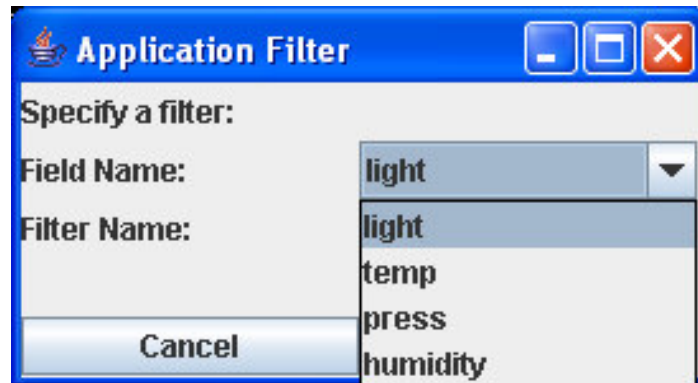 Application Filter
Specify a filter:
Field Name: light
light
Filter Name:
temp
press
Cancel
humidity